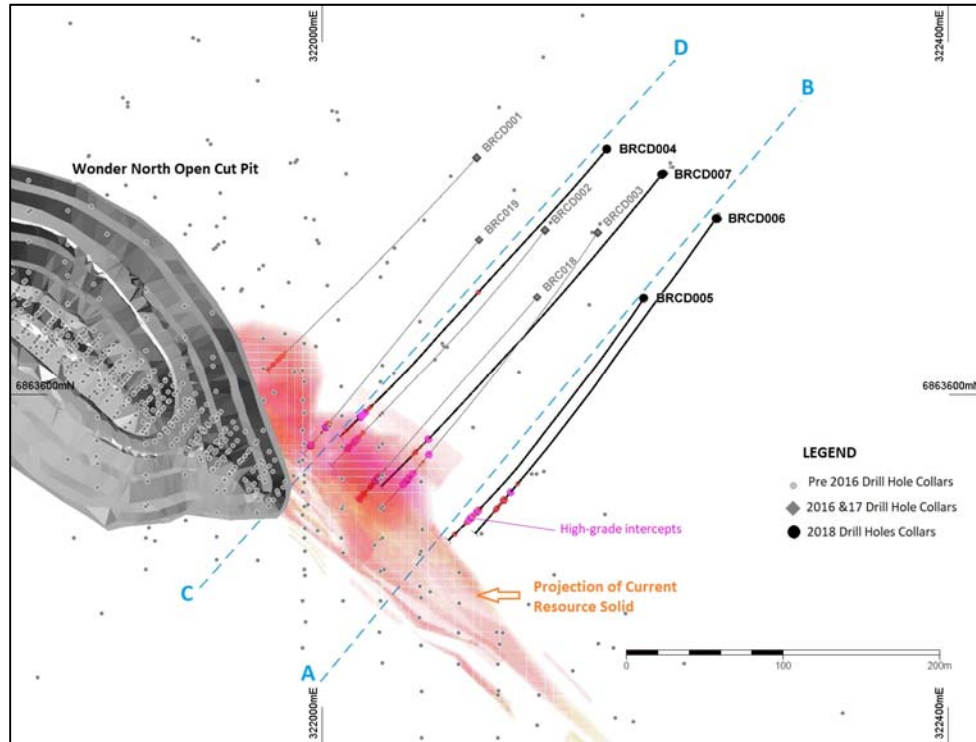 322000mE
322400mE
D
B
BRCD001
BRCD004
Wonder North Open Cut Pit
BRCD007
BRC019
BRCD002
BRCD003
BRCD006
BRC018
BRCD005
6863600mN
6863600mN
LEGEND
Pre 2016 Drill Hole Collars
2016 &17 Drill Hole Collars
High-grade intercepts
2018 Drill Holes Collars
C
Projection of Current
Resource Solid
A
0
100
200m
322000mE
322400mE